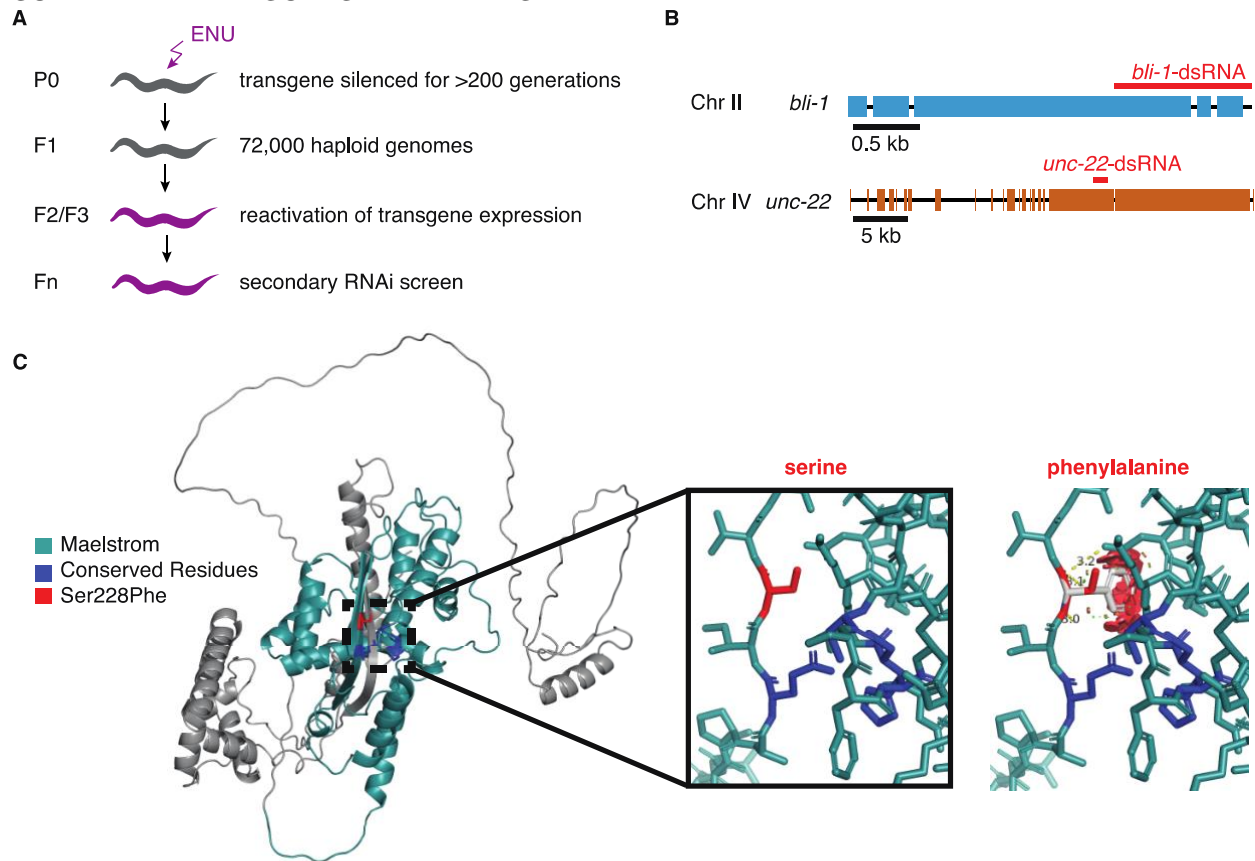 A
ENU
P0 transgene silenced for >200 generations
F1 72,000 haploid genomes
F2/F3 reactivation of transgene expression
Fn secondary RNAi screen
B
bli-1-dsRNA
Chr II bli-1
0.5 kb
unc-22-dsRNA
Chr IV unc-22
5 kb
C
Maelstrom
Conserved Residues
Ser228Phe
serine
phenylalanine
3.2